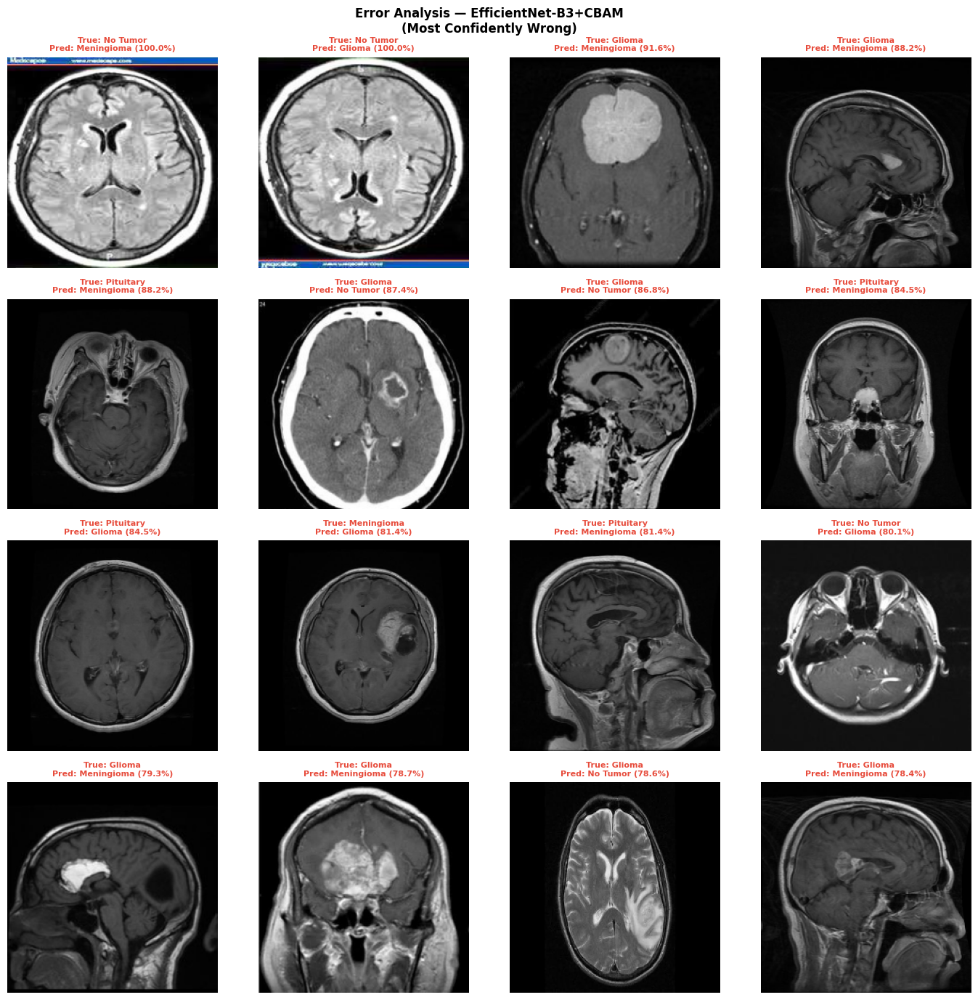 Error Analysis — EfficientNet-B3+CBAM
(Most Confidently Wrong)
True: No Tumor
Pred: Meningioma (100.0%)
True: No Tumor
Pred: Glioma (100.0%)
True: Glioma
Pred: Meningioma (91.6%)
True: Glioma
Pred: Meningioma (88.2%)
Medscape www.medscape.com
True: Pituitary
Pred: Meningioma (88.2%)
True: Glioma
Pred: No Tumor (87.4%)
True: Glioma
Pred: No Tumor (86.8%)
True: Pituitary
Pred: Meningioma (84.5%)
24
True: Pituitary
Pred: Glioma (84.5%)
True: Meningioma
Pred: Glioma (81.4%)
True: Pituitary
Pred: Meningioma (81.4%)
True: No Tumor
Pred: Glioma (80.1%)
True: Glioma
Pred: Meningioma (79.3%)
True: Glioma
Pred: Meningioma (78.7%)
True: Glioma
Pred: No Tumor (78.6%)
True: Glioma
Pred: Meningioma (78.4%)